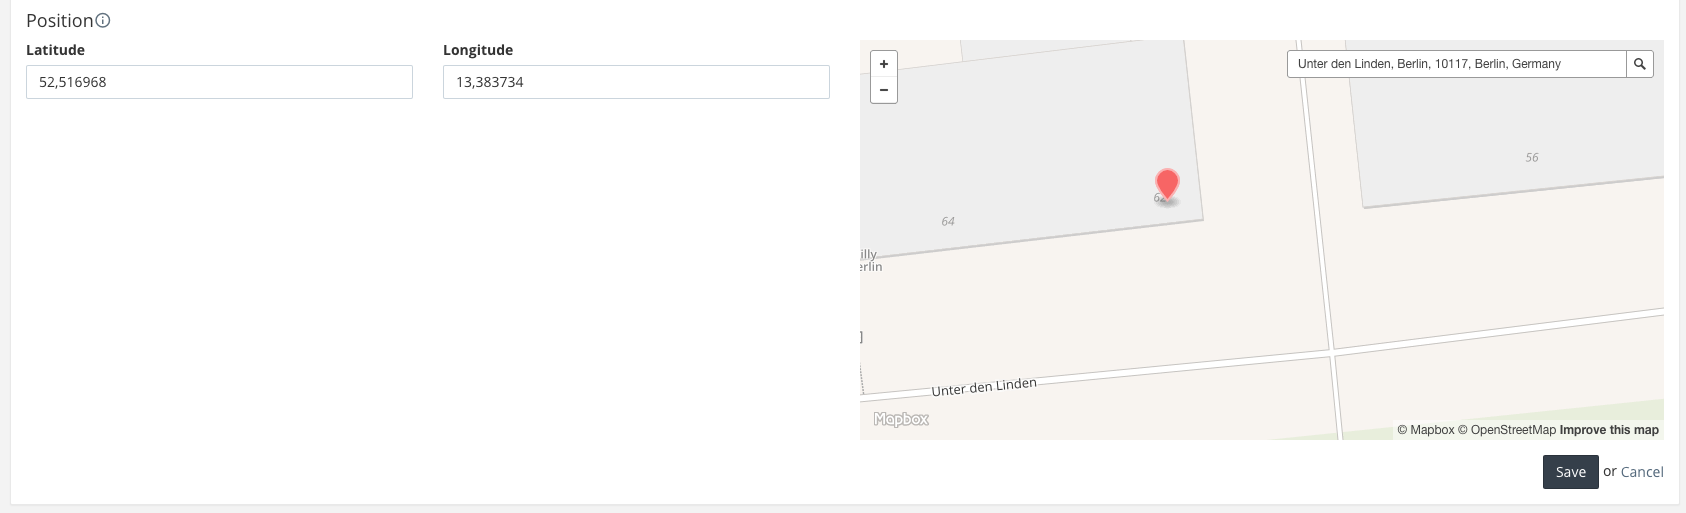 Position
Latitude
Longitude
52,516968
13,383734
+
−
Unter den Linden, Berlin, 10117, Berlin, Germany
56
64
illy
erlin
Unter den Linden
Mapbox
© Mapbox © OpenStreetMap Improve this map
Save or Cancel